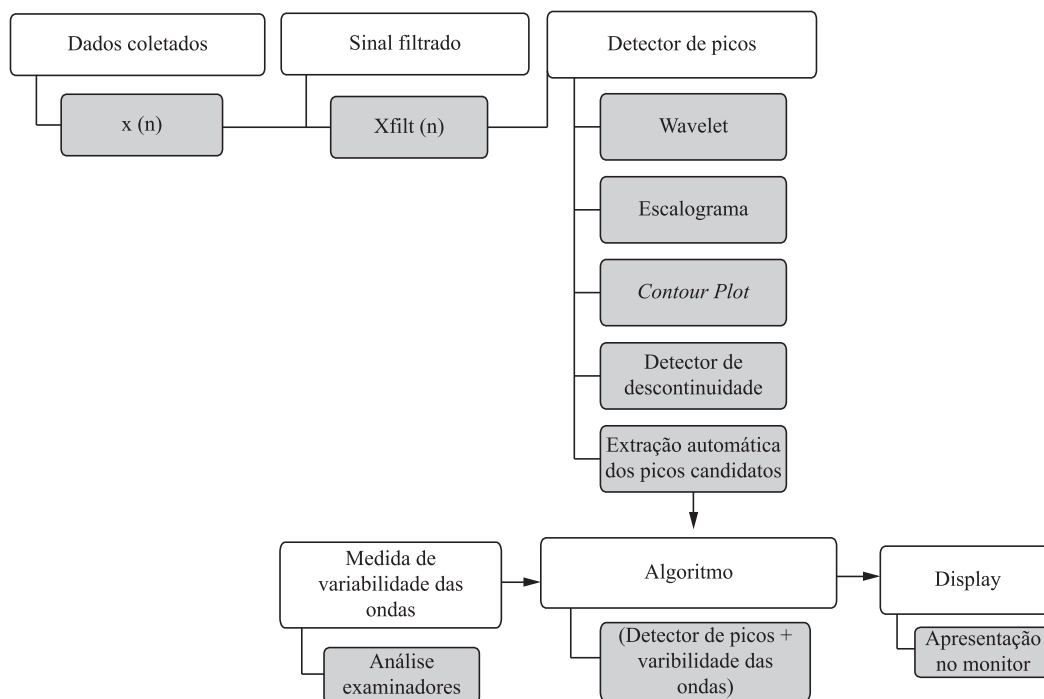 Dados coletados
Sinal filtrado
Detector de picos
x (n)
Xfilt (n)
Wavelet
Escalograma
Contour Plot
Detector de
descontinuidade
Extração automática
dos picos candidatos
Medida de
variabilidade das
ondas
Algoritmo
Display
Análise
examinadores
(Detector de picos +
varibilidade das
ondas)
Apresentação
no monitor